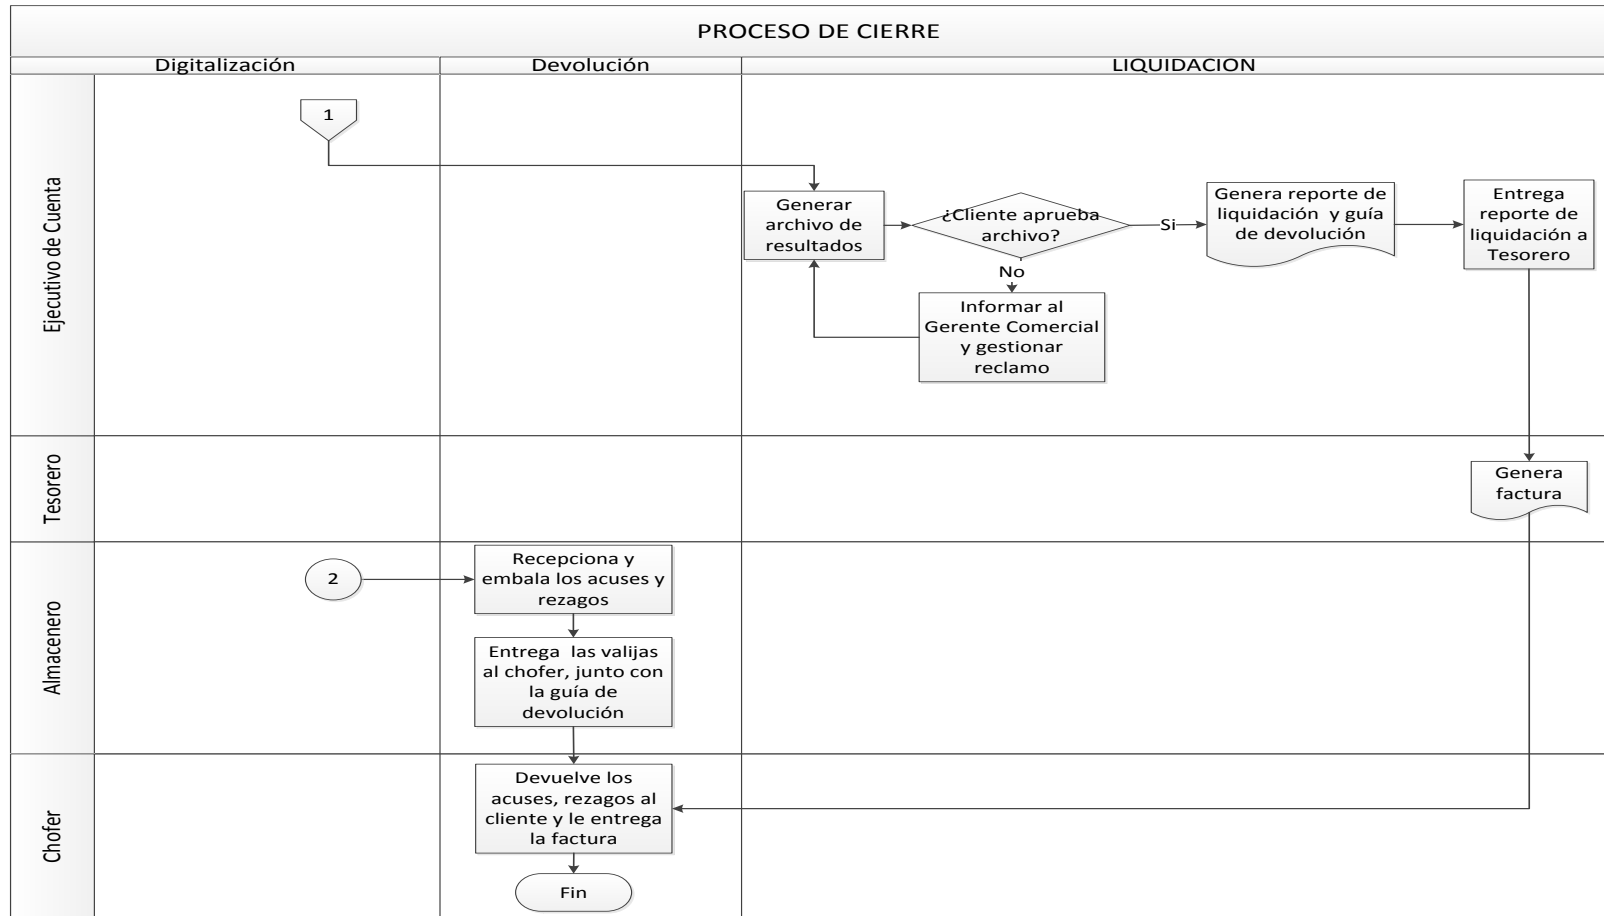 PROCESO DE CIERRE
Digitalización
Devolución
LIQUIDACION
Ejecutivo de Cuenta
1
Generar
archivo de
resultados
¿Cliente aprueba
archivo?
Si
No
Informar al
Gerente Comercial
y gestionar
reclamo
Genera reporte de
liquidación  y guía
de devolución
Entrega
reporte de
liquidación a
Tesorero
Tesorero
Genera
factura
Almacenero
2
Recepciona y
embala los acuses y
rezagos
Entrega  las valijas
al chofer, junto con
la guía de
devolución
Chofer
Devuelve los
acuses, rezagos al
cliente y le entrega
la factura
Fin